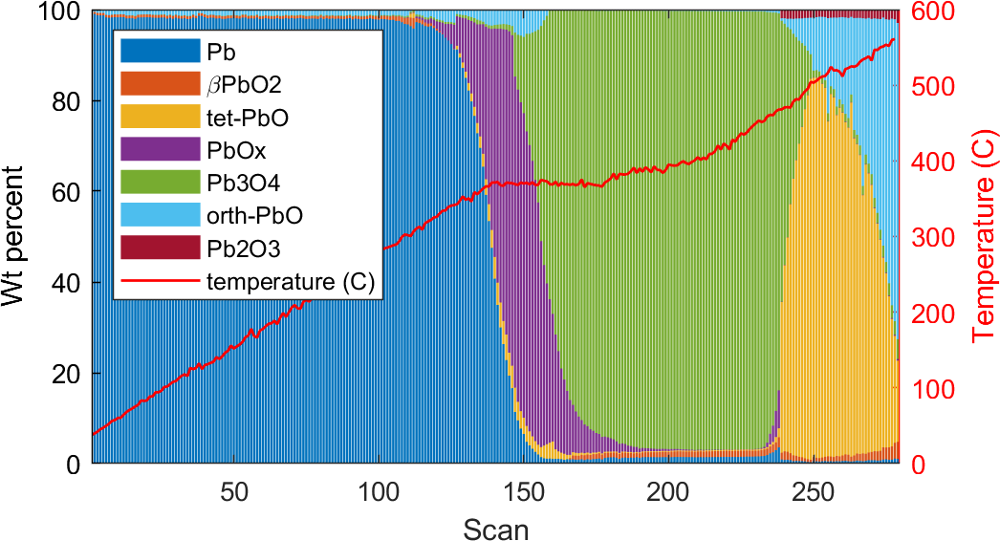 100
80
60
40
20
0
Wt percent
Pb
βPbO2
tet-PbO
PbOx
Pb3O4
orth-PbO
Pb2O3
temperature (C)
600
500
400
300
200
100
0
Temperature (C)
50
100
150
200
250
Scan